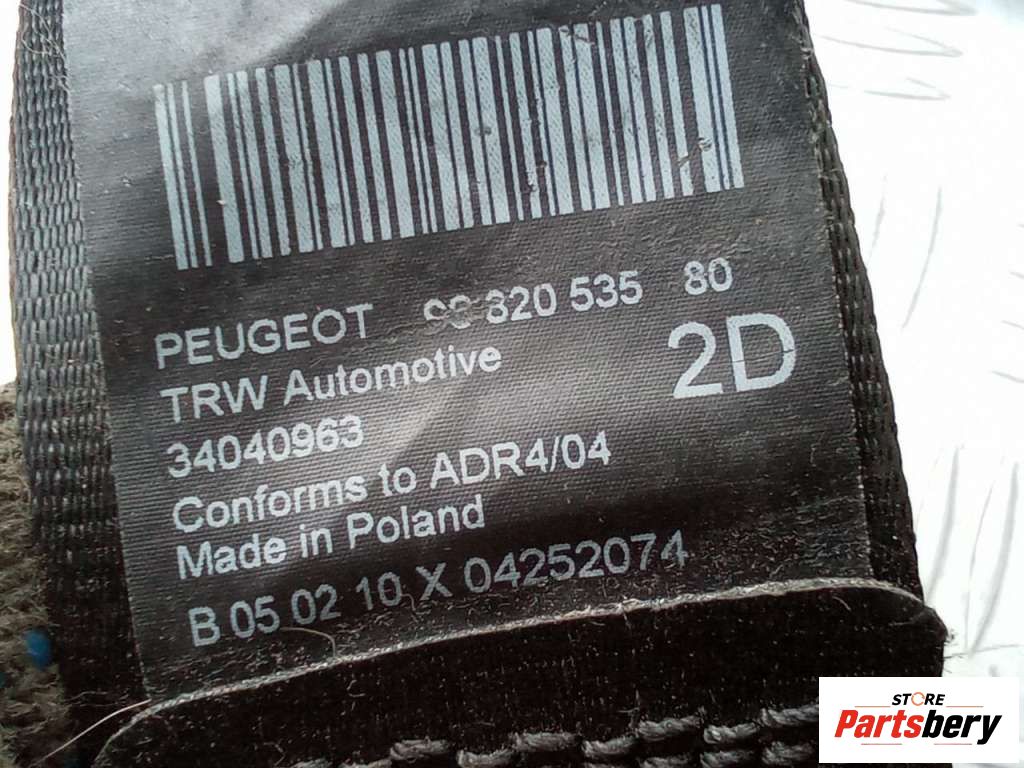 PEUGEOT 320 535 80
2D
TRW Automotive
34040963
Conforms to ADR4/04
Made in Poland
B 05 02 10 X 04252074
STORE
Partsbery